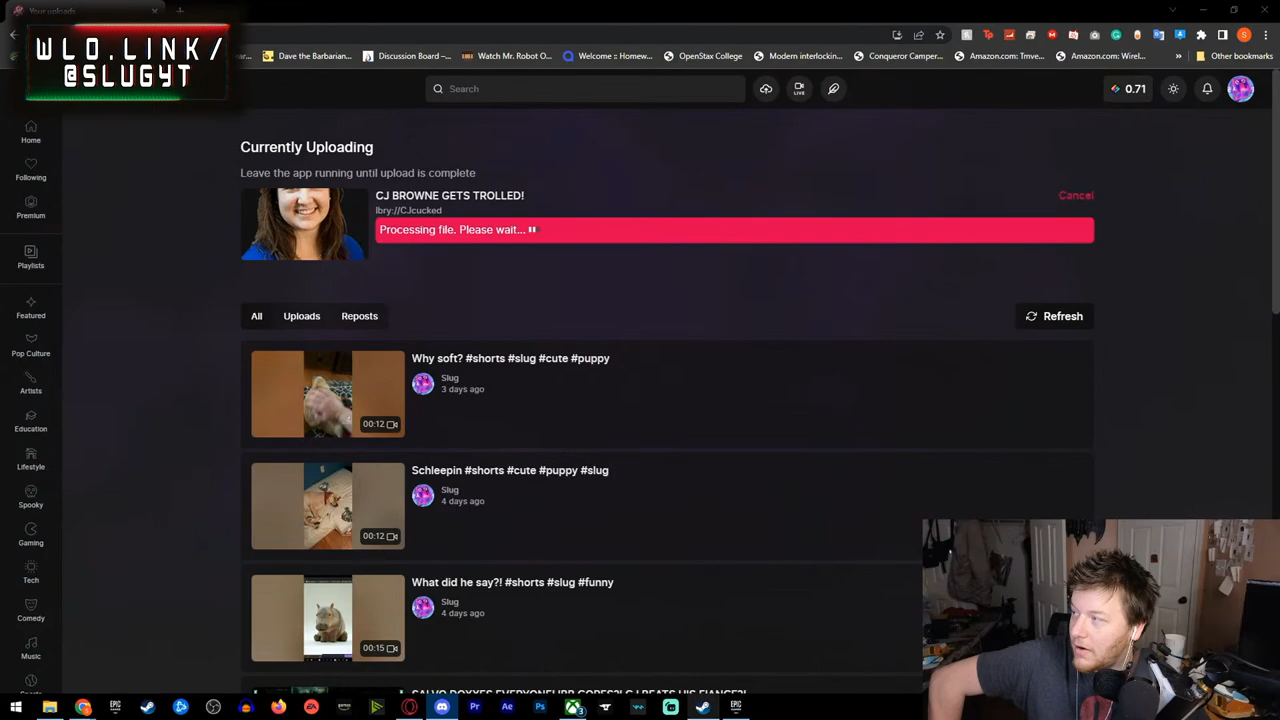 Your uploads
WLO.LINK/
@SLUGYT
Dave the Barbarian...
Discussion Board –...
Watch Mr. Robot O...
Welcome :: Homew...
OpenStax College
Modern interlockin...
Conqueror Camper...
Amazon.com: Tmve...
Amazon.com: Wirel...
Other bookmarks
Search
LIVE
0.71
Home
Following
Premium
Playlists
Featured
Pop Culture
Artists
Education
Lifestyle
Spooky
Gaming
Tech
Comedy
Music
Currently Uploading
Leave the app running until upload is complete
CJ BROWNE GETS TROLLED!
lbry://CJcucked
Cancel
Processing file. Please wait...
All
Uploads
Reposts
Refresh
Why soft? #shorts #slug #cute #puppy
Slug
3 days ago
00:12
Schleepin #shorts #cute #puppy #slug
Slug
4 days ago
00:12
What did he say?! #shorts #slug #funny
Slug
4 days ago
00:15